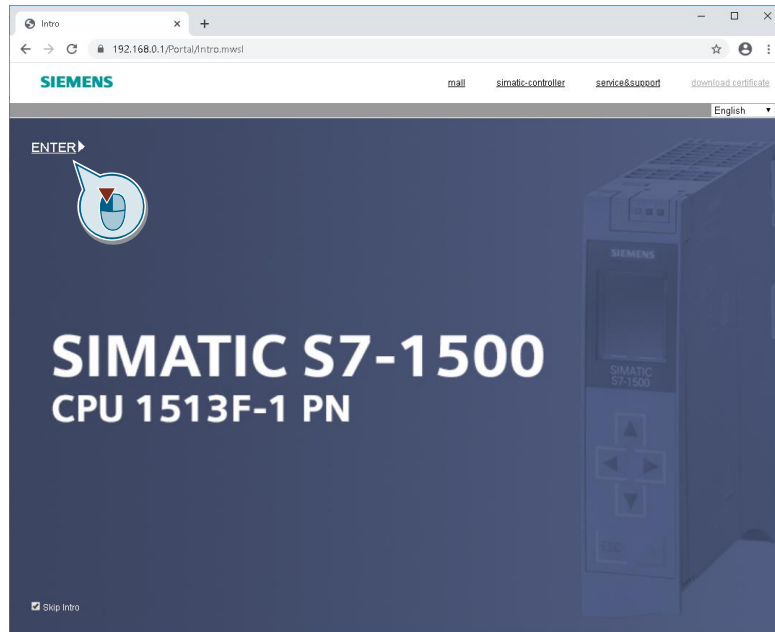 Intro
192.168.0.1/Portal/Intro.mwsl
SIEMENS
mall simatic-controller service&support download certificate
English
ENTER
SIEMENS
SIMATIC
S7-1500
SIMATIC S7-1500
CPU 1513F-1 PN
ESC
Skip Intro